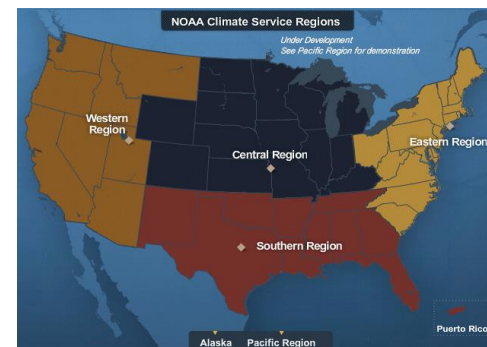 NOAA Climate Service Regions
Under Development
See Pacific Region for demonstration
Western
Region
Central Region
Eastern Region
Southern Region
Puerto Rico
Alaska
Pacific Region